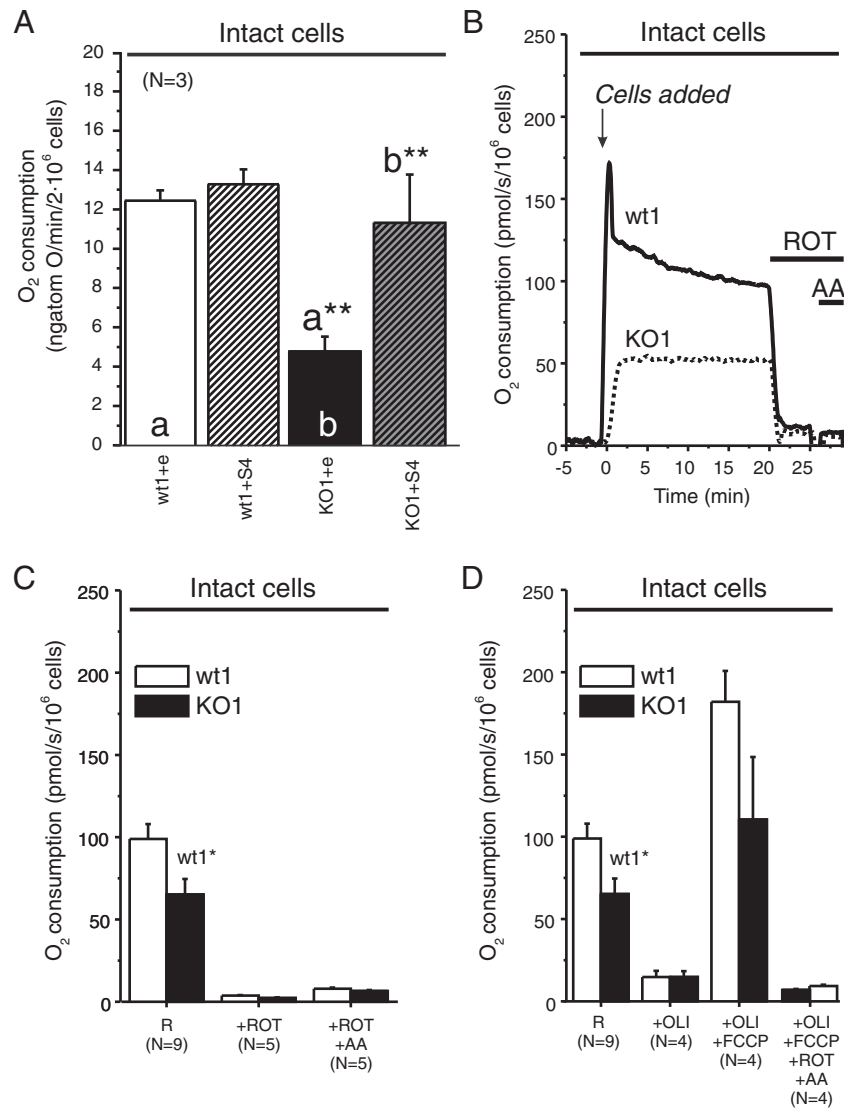 A
Intact cells
(N=3)
O₂ consumption
(ngatom O/min/2·10⁶ cells)
20
18
16
14
12
10
8
6
4
2
0
a
a**
b
b**
wt1+e
wt1+S4
KO1+e
KO1+S4
B
Intact cells
Cells added
O₂ consumption (pmol/s/10⁶ cells)
250
200
150
100
50
0
wt1
KO1
ROT
AA
-5 0 5 10 15 20 25
Time (min)
C
Intact cells
O₂ consumption (pmol/s/10⁶ cells)
250
200
150
100
50
0
wt1
KO1
wt1*
R
(N=9)
+ROT
(N=5)
+ROT
+AA
(N=5)
D
Intact cells
O₂ consumption (pmol/s/10⁶ cells)
250
200
150
100
50
0
wt1
KO1
wt1*
R
(N=9)
+OLI
(N=4)
+OLI
+FCCP
(N=4)
+OLI
+FCCP
+ROT
+AA
(N=4)